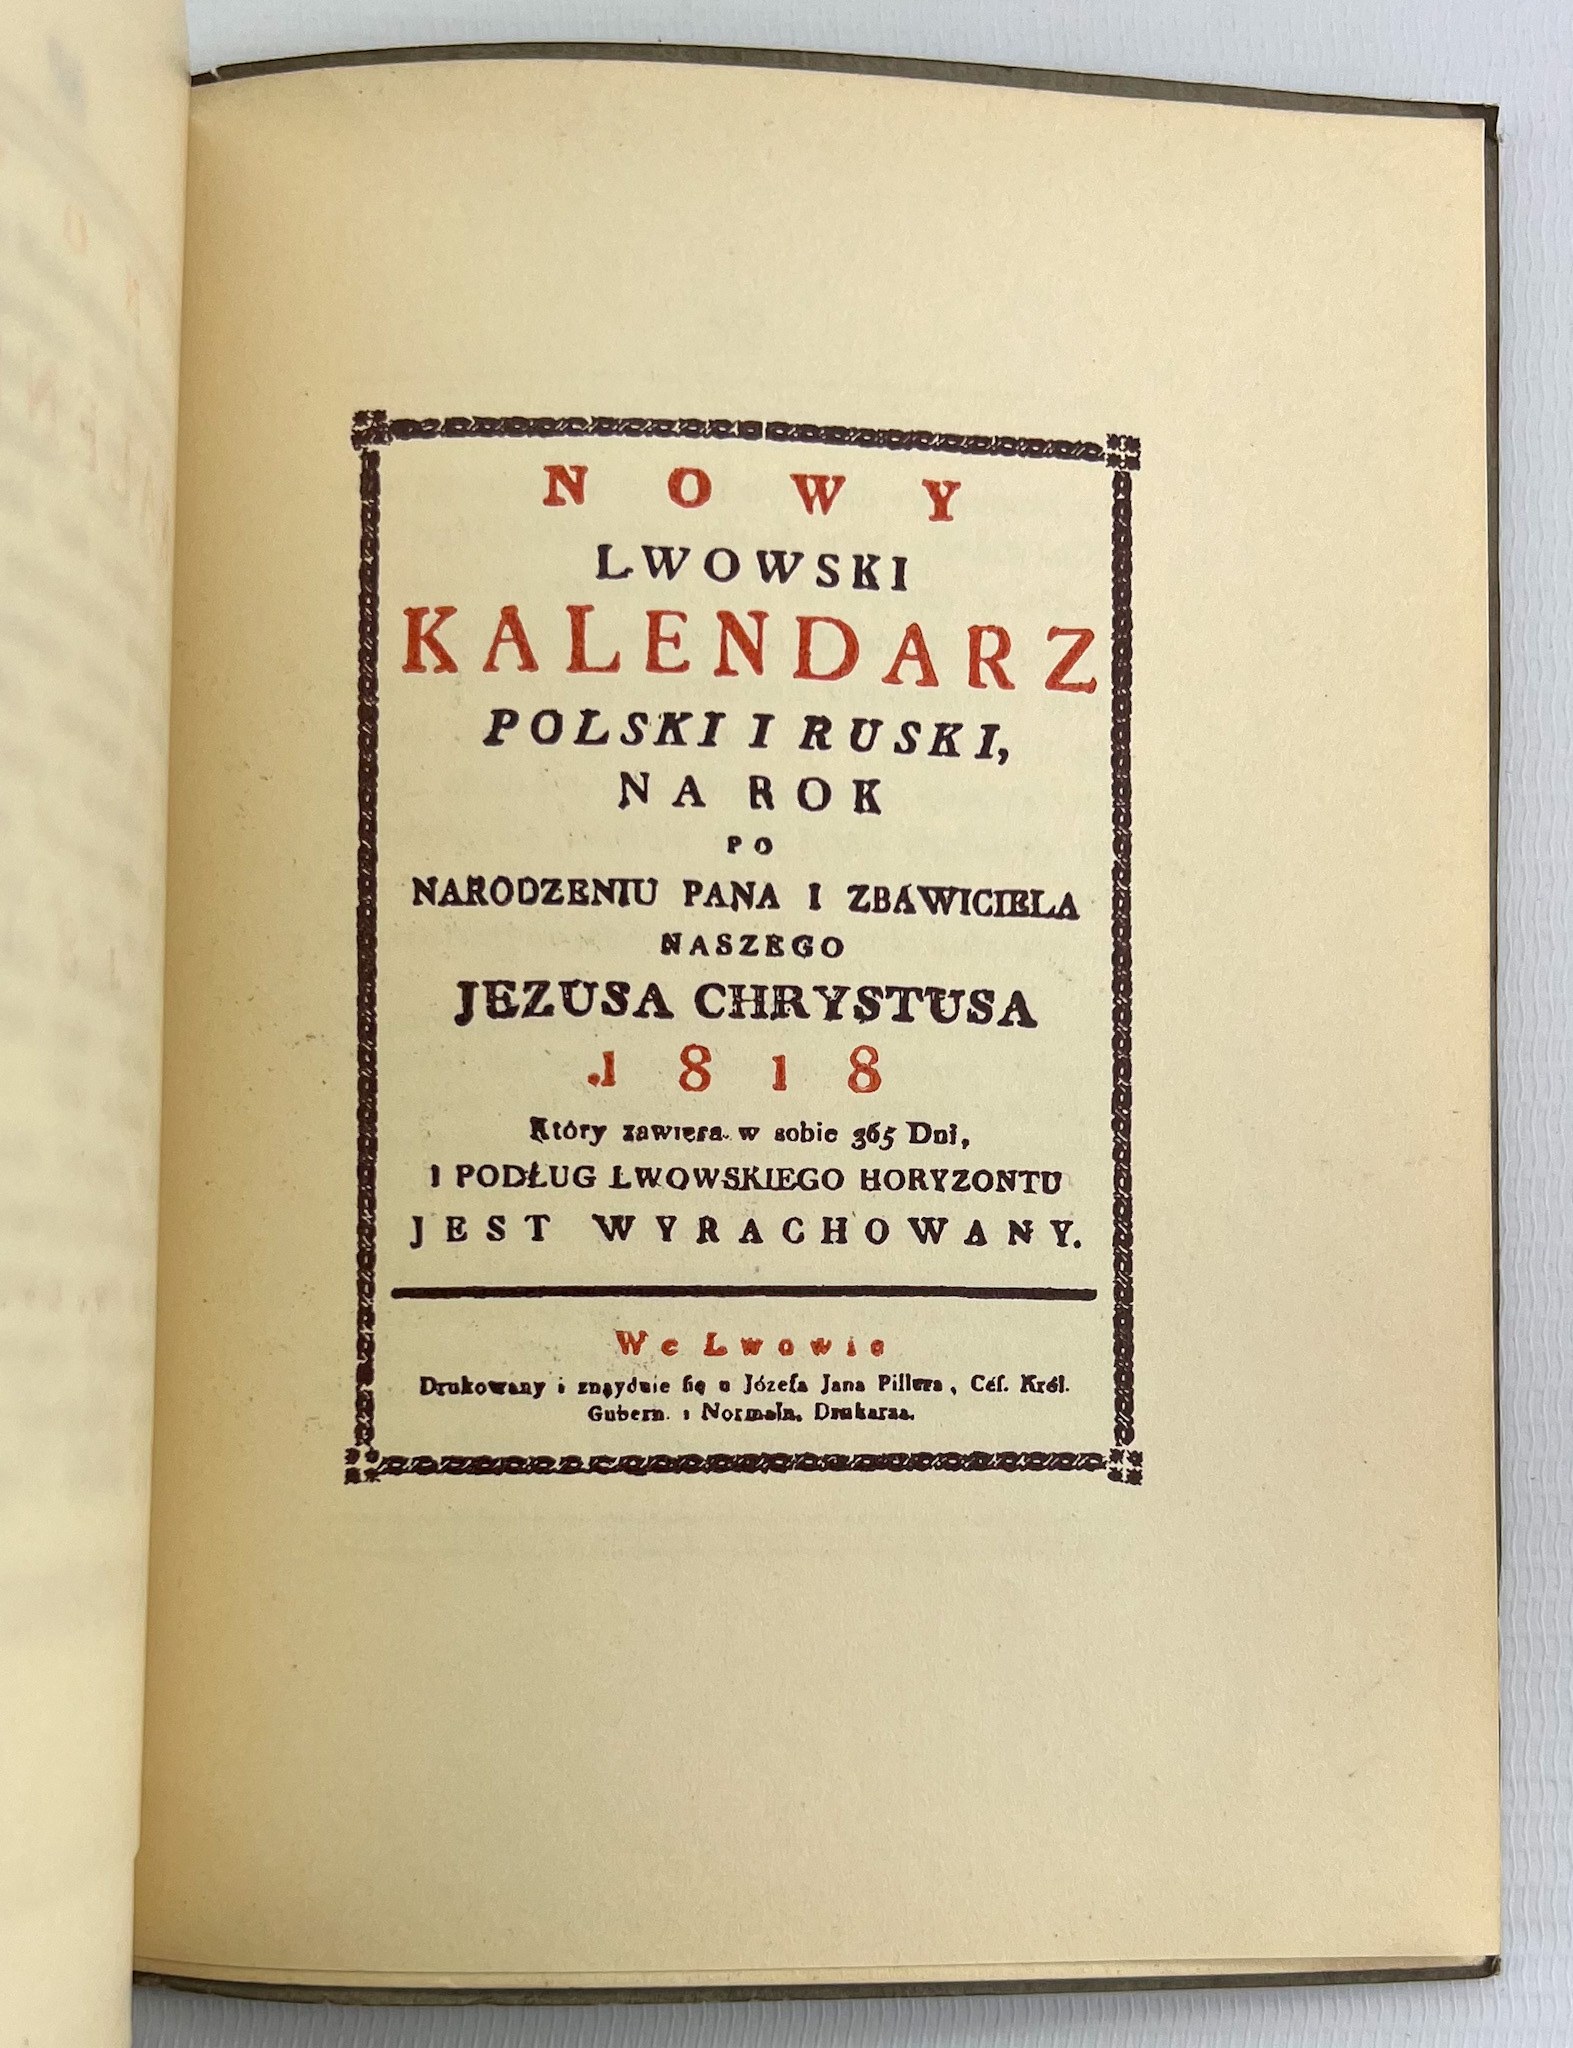 NOWY
LWOWSKI
KALENDARZ
POLSKI I RUSKI,
NA ROK
PO
NARODZENIU PANA I ZBAWICIELA
NASZEGO
JEZUSA CHRYSTUSA
1818
Który zawiera w sobie 365 Dni,
I PODŁUG LWOWSKIEGO HORYZONTU
JEST WYRACHOWANY.
We Lwowie
Drukowany i znayduie się u Józefa Jana Pillera, Céſ. Król.
Gubern. i Normaln. Drukarza.